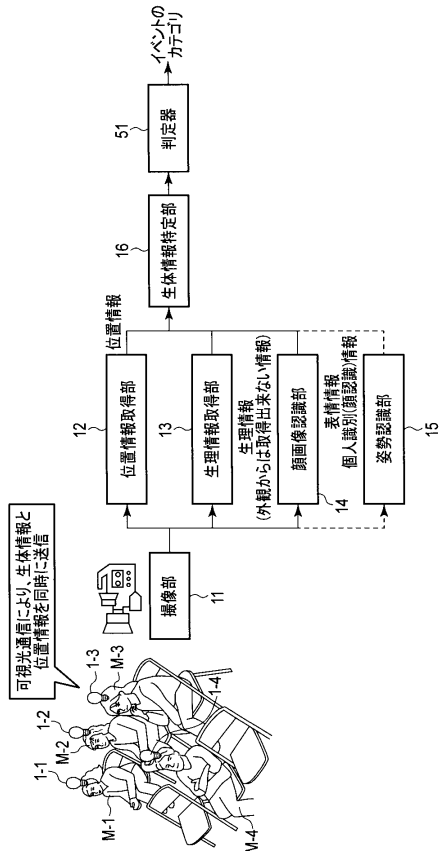 可視光通信により、生体情報と
位置情報を同時に送信
1-1
1-2
1-3
1-4
M-1
M-2
M-3
M-4
撮像部
11
12
位置情報取得部
位置情報
13
生理情報取得部
生理情報
(外観からは取得出来ない情報)
顔画像認識部
14
表情情報
個人識別(顔認識)情報
姿勢認識部
15
16
生体情報特定部
51
判定器
イベントの
カテゴリ